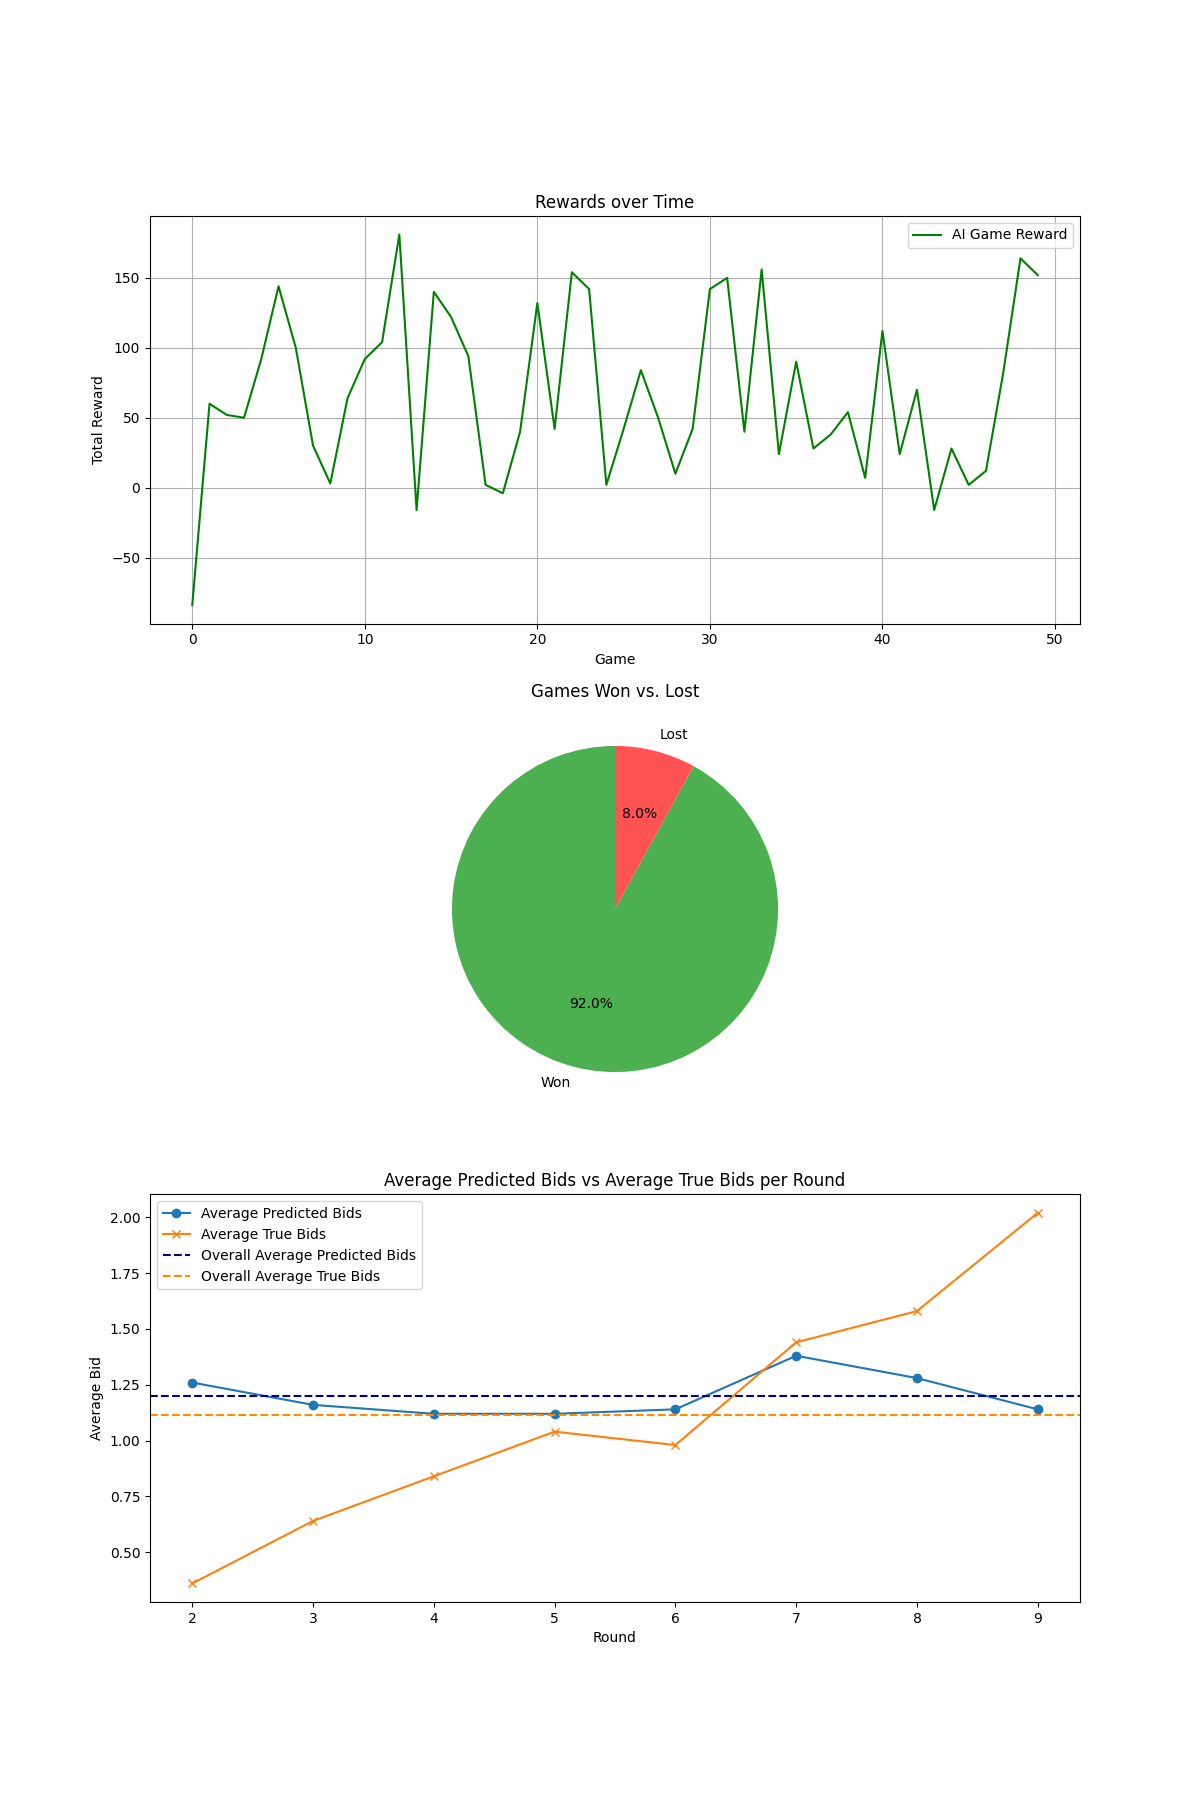 Rewards over Time
AI Game Reward
Total Reward
150
100
50
0
−50
0 10 20 30 40 50
Game
Games Won vs. Lost
Lost
8.0%
92.0%
Won
Average Predicted Bids vs Average True Bids per Round
Average Predicted Bids
Average True Bids
Overall Average Predicted Bids
Overall Average True Bids
Average Bid
2.00
1.75
1.50
1.25
1.00
0.75
0.50
2 3 4 5 6 7 8 9
Round